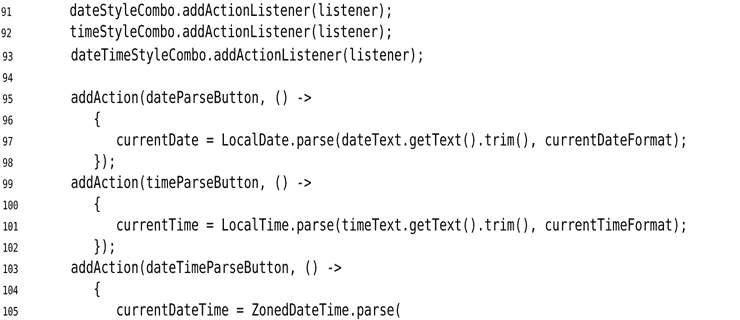 91 dateStyleCombo.addActionListener(listener);
92 timeStyleCombo.addActionListener(listener);
93 dateTimeStyleCombo.addActionListener(listener);
94
95 addAction(dateParseButton, () ->
96 {
97 currentDate = LocalDate.parse(dateText.getText().trim(), currentDateFormat);
98 });
99 addAction(timeParseButton, () ->
100 {
101 currentTime = LocalTime.parse(timeText.getText().trim(), currentTimeFormat);
102 });
103 addAction(dateTimeParseButton, () ->
104 {
105 currentDateTime = ZonedDateTime.parse(